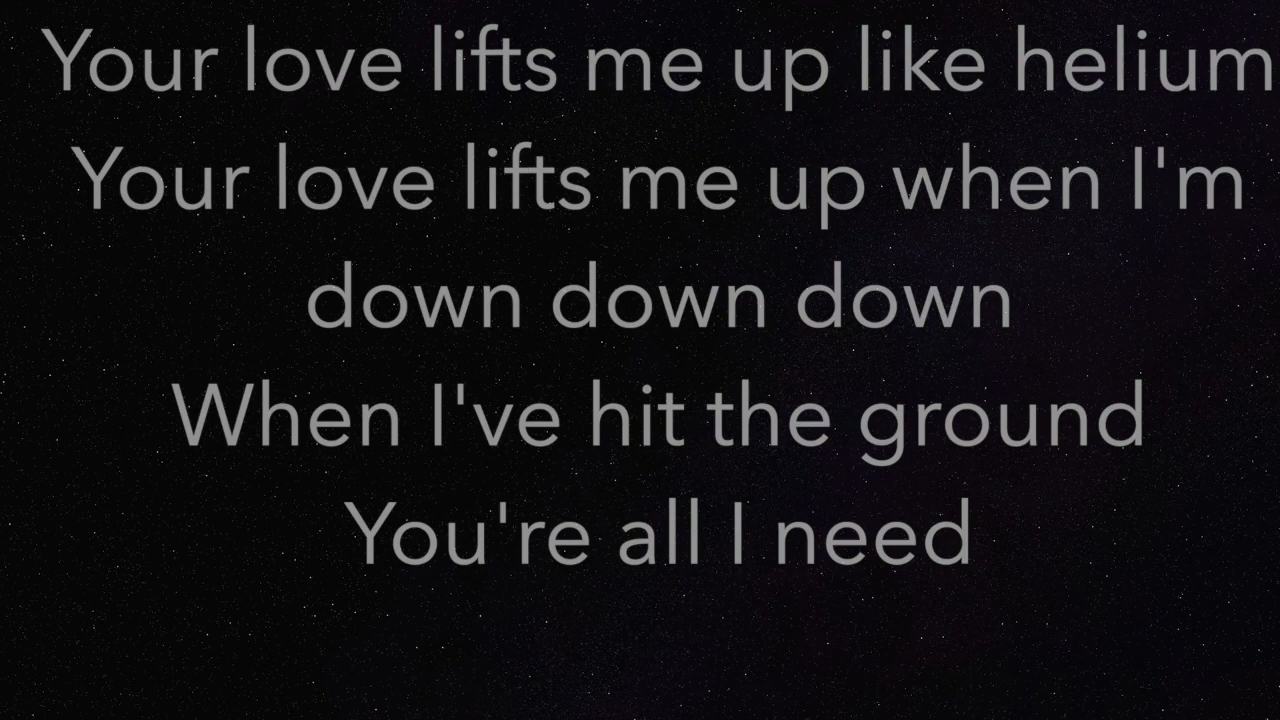 Your love lifts me up like helium
Your love lifts me up when I'm
down down down
When I've hit the ground
You're all I need